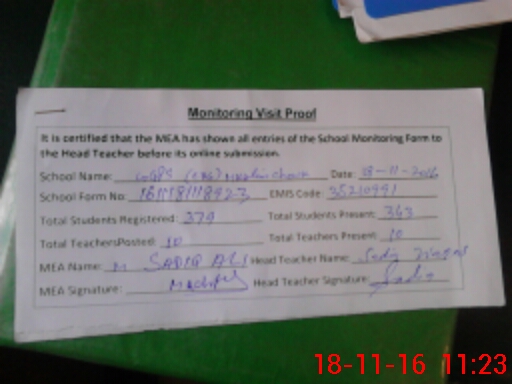 Monitoring Visit Proof
It is certified that the MEA has shown all entries of the School Monitoring Form to
the Head Teacher before its online submission.
School Name: Date: 18-11-2016
School Form No: EMIS Code: 35210991
Total Students Registered: 379 Total Students Present: 363
Total TeachersPosted: 10 Total Teachers Present: 10
MEA Name: M SADIQ ALI Head Teacher Name:
MEA Signature: Head Teacher Signature:
18-11-16 11:23